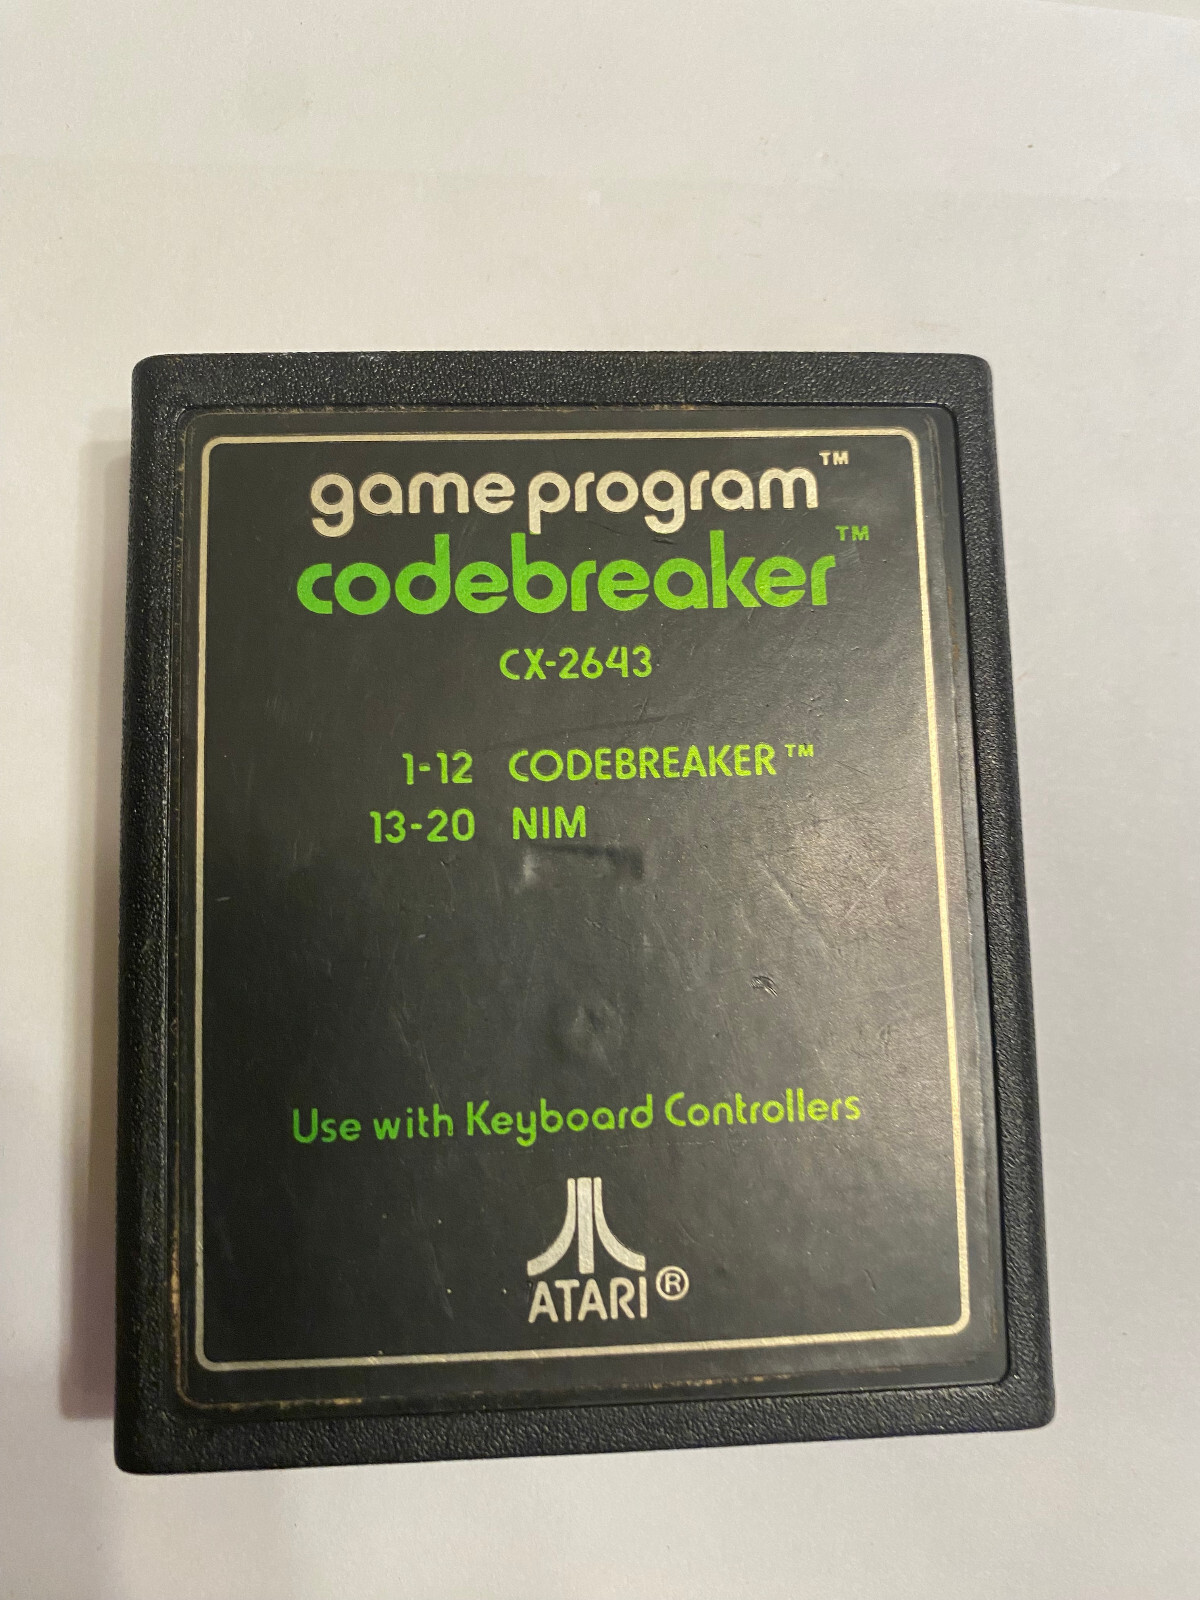 game program™
codebreaker™
CX-2643
1-12 CODEBREAKER™
13-20 NIM
Use with Keyboard Controllers
ATARI®